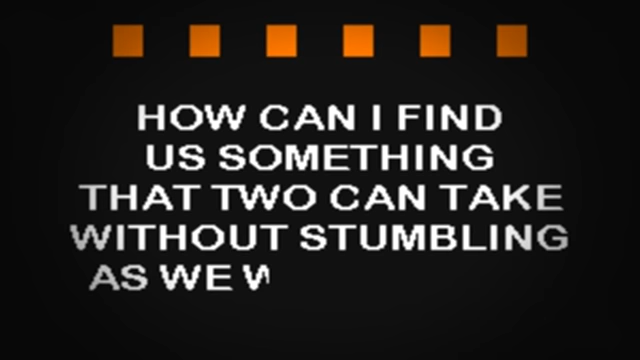 HOW CAN I FIND
US SOMETHING
THAT TWO CAN TAKE
WITHOUT STUMBLING
AS WE